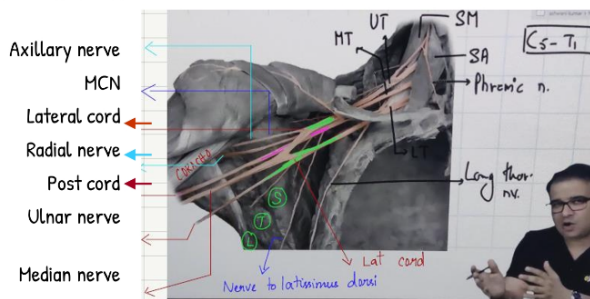 Axillary nerve
MCN
Lateral cord
Radial nerve
Post cord
Ulnar nerve
Median nerve
UT
SM
MT
SA
C5-T1
Phrenic n.
LT
Long thor.
nv.
S
T
L
Lat cord
Nerve to latissimus dorsi